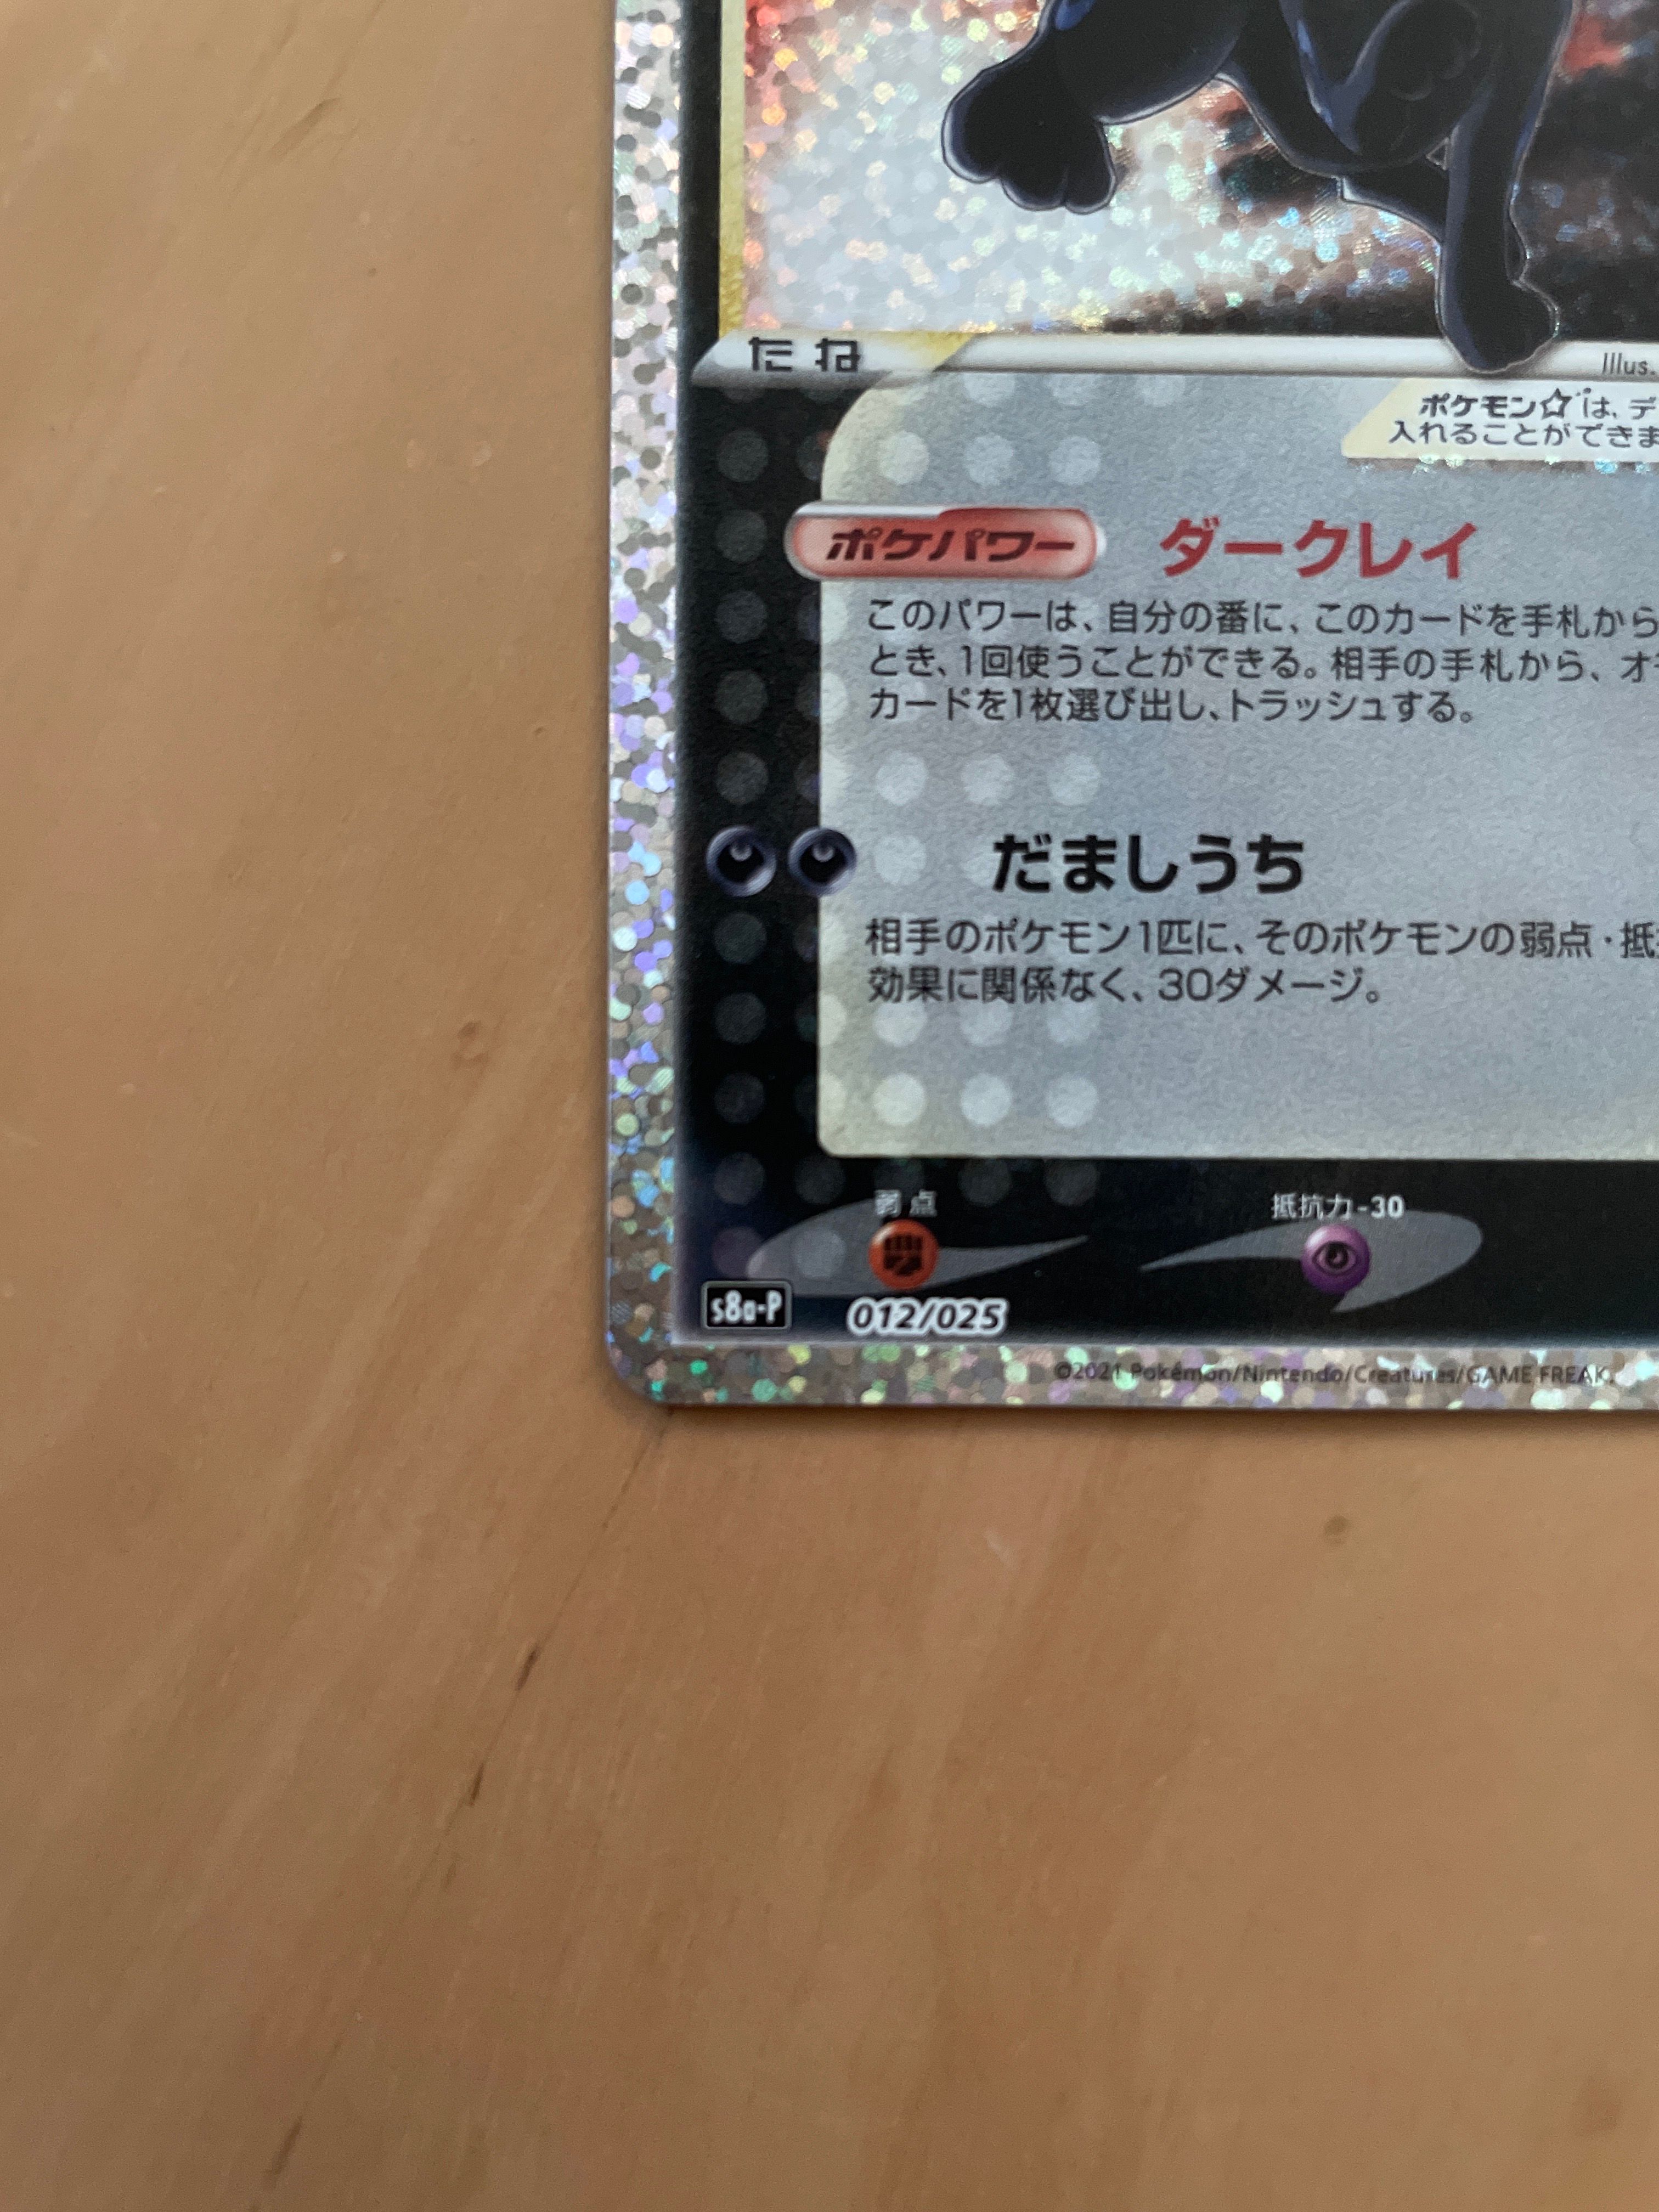 たね
Illus.
ポケモン☆は、デ
入れることができま
ポケパワー ダークレイ
このパワーは、自分の番に、このカードを手札から
とき、1回使うことができる。相手の手札から、オ
カードを1枚選び出し、トラッシュする。
だましうち
相手のポケモン1匹に、そのポケモンの弱点・抵
効果に関係なく、30ダメージ。
弱点 抵抗力-30
s8a-P 012/025
©2021 Pokémon/Nintendo/Creatures/GAME FREAK.